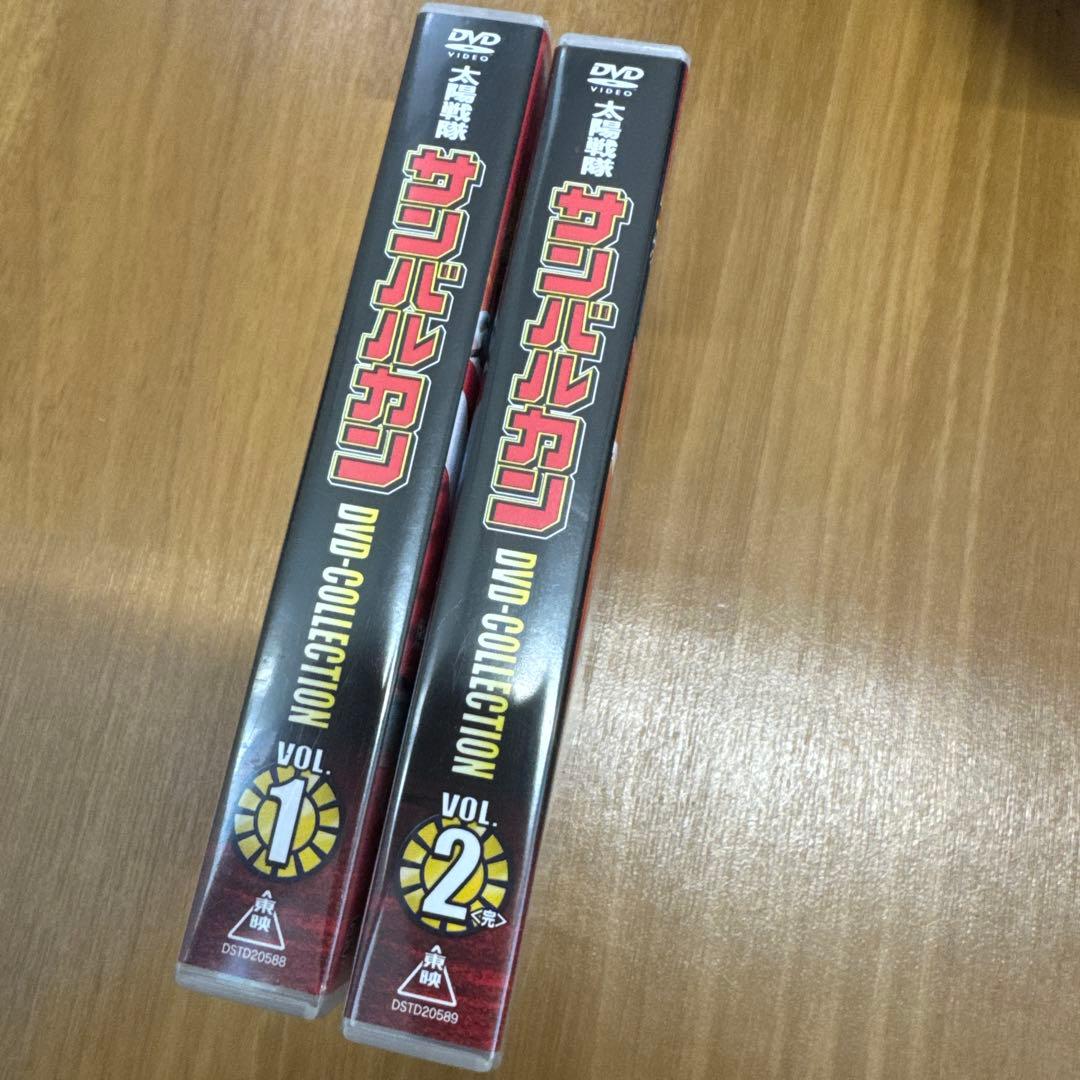 DVD
VIDEO
太陽戦隊
サンバルカン
DVD-COLLECTION
VOL.
1
東映
DSTD20588
DVD
VIDEO
太陽戦隊
サンバルカン
DVD-COLLECTION
VOL.
2
<完>
東映
DSTD20589